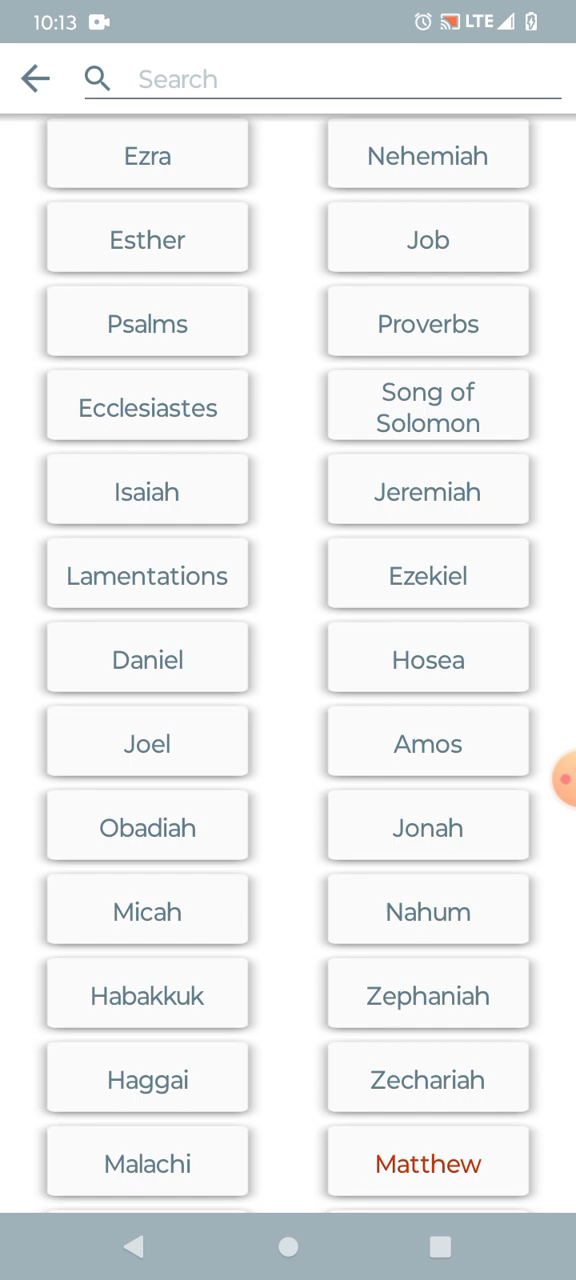 10:13 LTE
Search
Ezra Nehemiah
Esther Job
Psalms Proverbs
Ecclesiastes Song of
Solomon
Isaiah Jeremiah
Lamentations Ezekiel
Daniel Hosea
Joel Amos
Obadiah Jonah
Micah Nahum
Habakkuk Zephaniah
Haggai Zechariah
Malachi Matthew